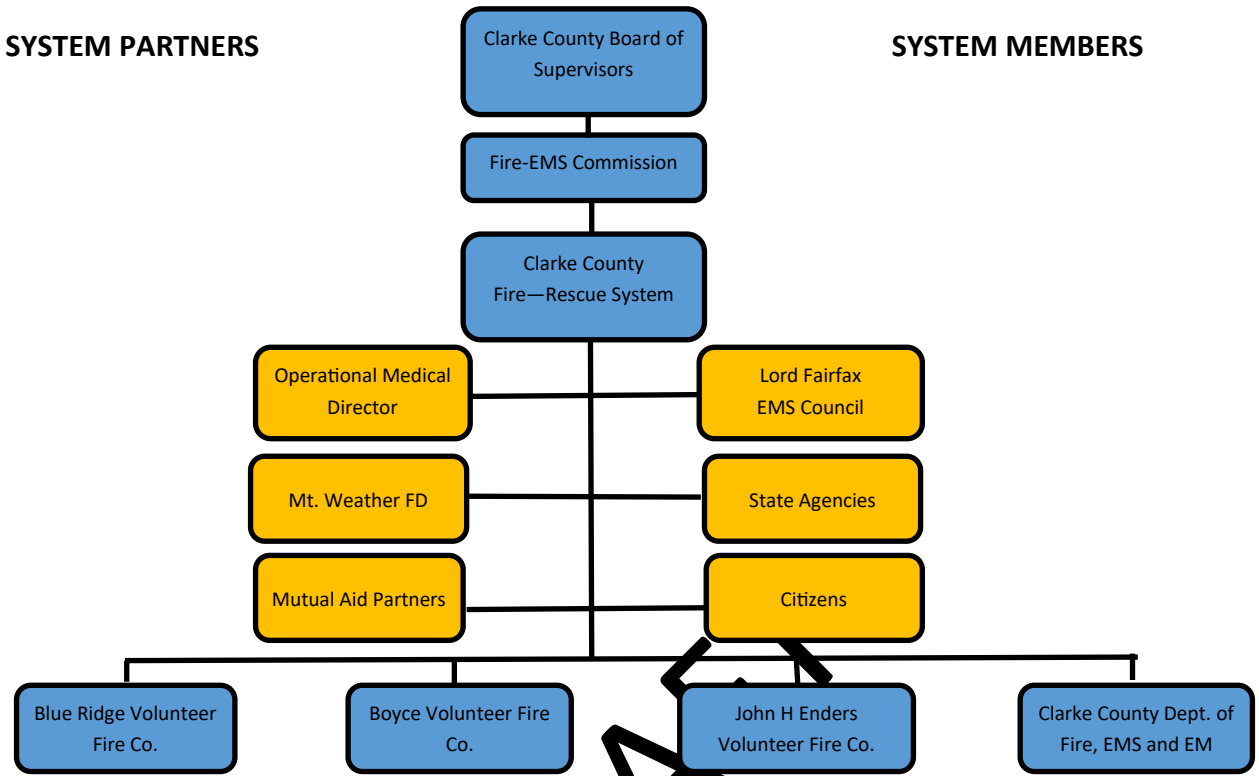 SYSTEM PARTNERS
SYSTEM MEMBERS
Clarke County Board of
Supervisors
Fire-EMS Commission
Clarke County
Fire—Rescue System
Operational Medical
Director
Lord Fairfax
EMS Council
Mt. Weather FD
State Agencies
Mutual Aid Partners
Citizens
Blue Ridge Volunteer
Fire Co.
Boyce Volunteer Fire
Co.
John H Enders
Volunteer Fire Co.
Clarke County Dept. of
Fire, EMS and EM